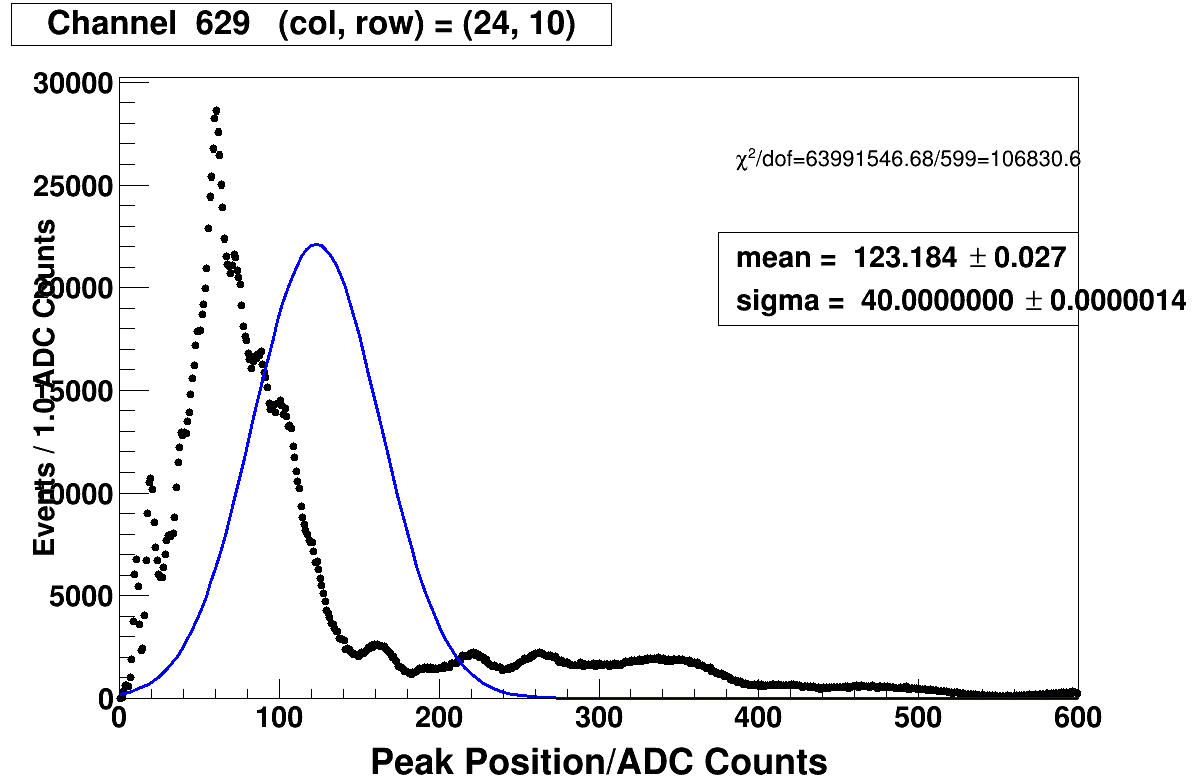 Channel 629 (col, row) = (24, 10)
30000
25000
20000
15000
10000
5000
0
Events / 1.0 ADC Counts
χ²/dof=63991546.68/599=106830.6
mean = 123.184 ± 0.027
sigma = 40.0000000 ± 0.0000014
0 100 200 300 400 500 600
Peak Position/ADC Counts